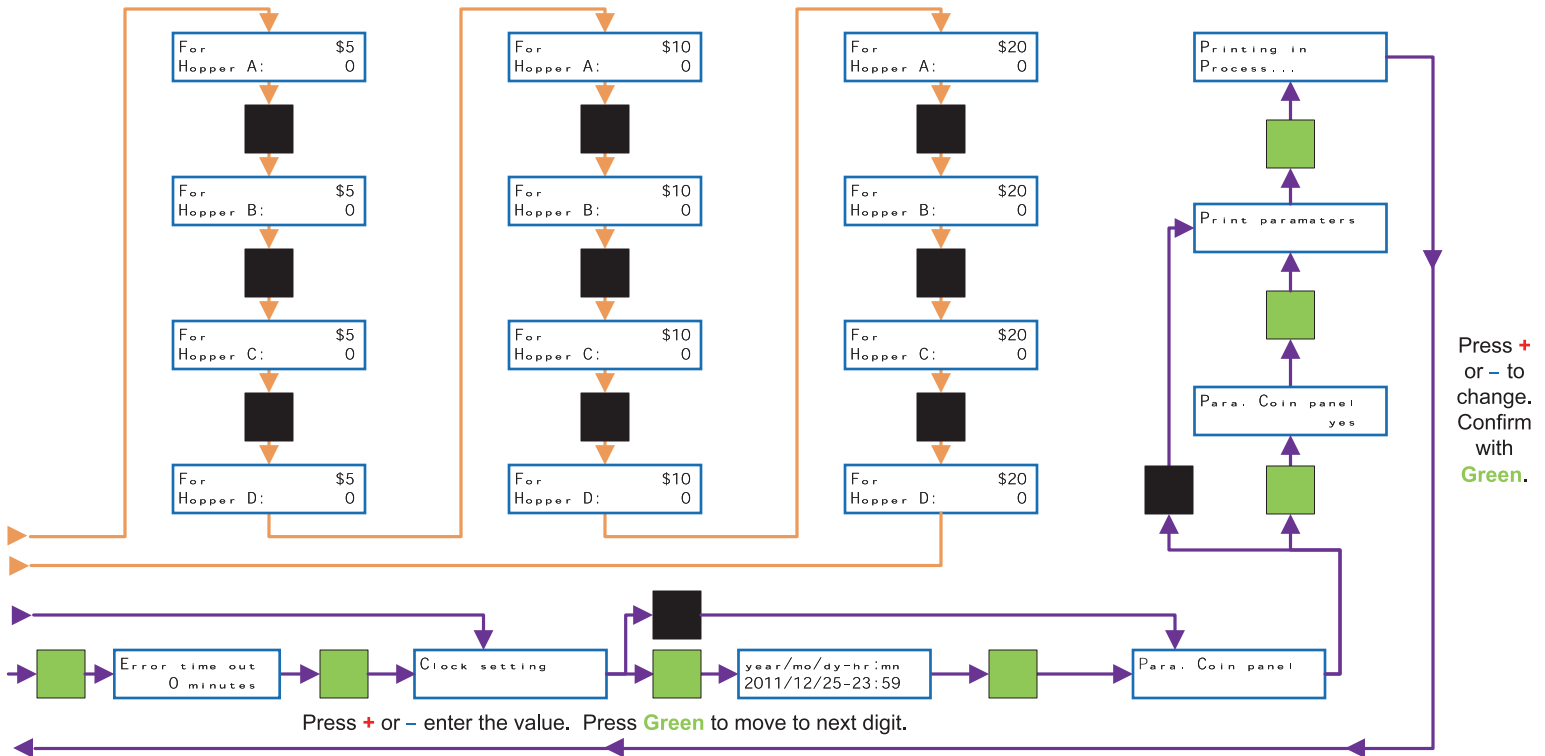 For $5
Hopper A: 0
For $5
Hopper B: 0
For $5
Hopper C: 0
For $5
Hopper D: 0
For $10
Hopper A: 0
For $10
Hopper B: 0
For $10
Hopper C: 0
For $10
Hopper D: 0
For $20
Hopper A: 0
For $20
Hopper B: 0
For $20
Hopper C: 0
For $20
Hopper D: 0
Printing in
Process...
Print paramaters
Para. Coin panel
yes
Press +
or – to
change.
Confirm
with
Green.
Error time out
0 minutes
Clock setting
year/mo/dy-hr:mn
2011/12/25-23:59
Para. Coin panel
Press + or – enter the value. Press Green to move to next digit.